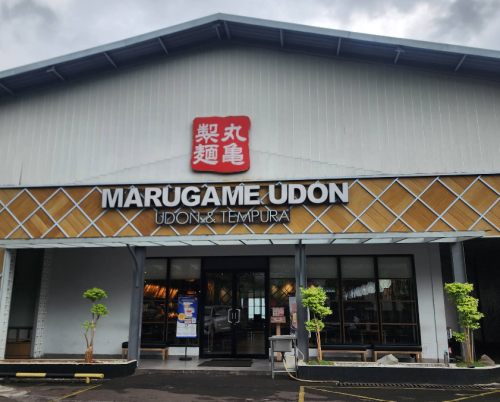 丸亀
製麺
MARUGAME UDON
UDON & TEMPURA